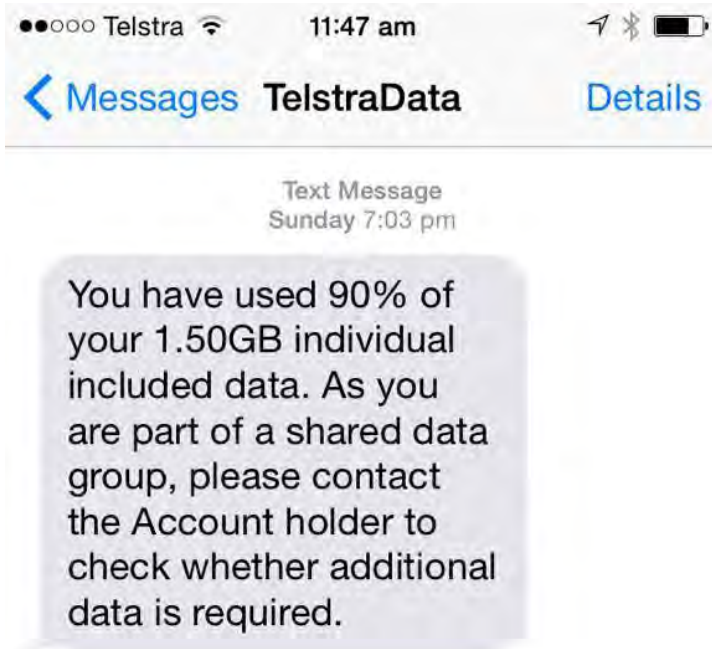 Telstra 11:47 am
Messages TelstraData Details
Text Message
Sunday 7:03 pm
You have used 90% of
your 1.50GB individual
included data. As you
are part of a shared data
group, please contact
the Account holder to
check whether additional
data is required.